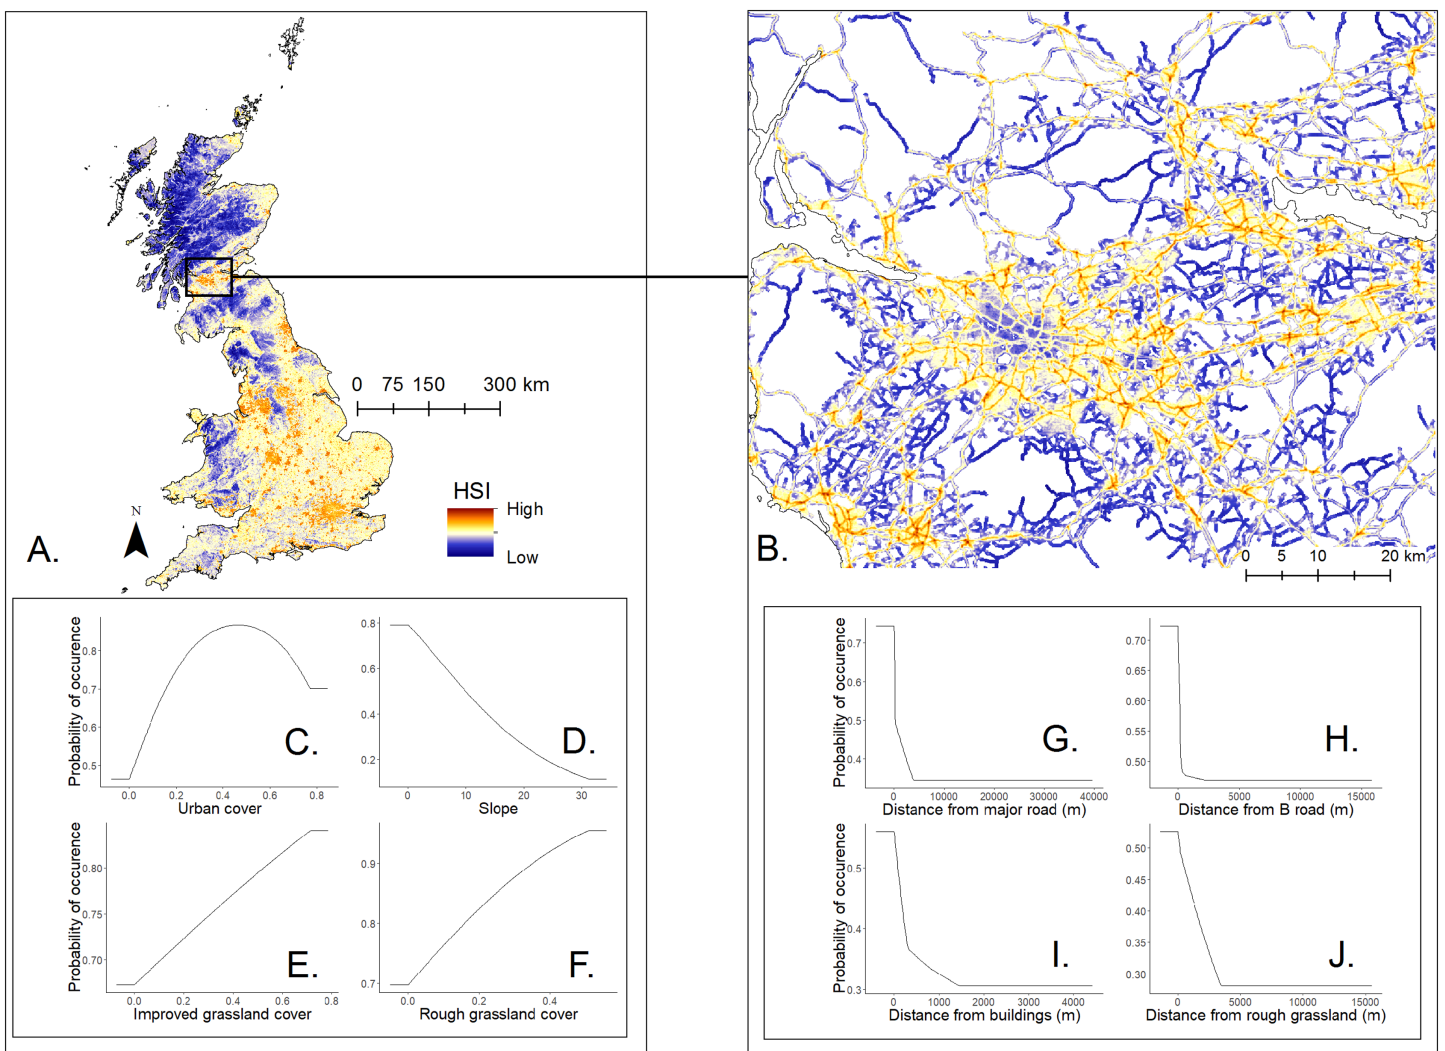 0 75 150 300 km
HSI
High
Low
N
A.
B.
0 5 10 20 km
Probability of occurence
0.8
0.7
0.6
0.5
0.0 0.2 0.4 0.6 0.8
Urban cover
C.
0.8
0.6
0.4
0.2
0 10 20 30
Slope
D.
Probability of occurence
0.80
0.75
0.70
0.0 0.2 0.4 0.6 0.8
Improved grassland cover
E.
0.9
0.8
0.7
0.0 0.2 0.4
Rough grassland cover
F.
Probability of occurence
0.7
0.6
0.5
0.4
0 10000 20000 30000 40000
Distance from major road (m)
G.
0.70
0.65
0.60
0.55
0.50
0 5000 10000 15000
Distance from B road (m)
H.
Probability of occurence
0.5
0.4
0.3
0 1000 2000 3000 4000
Distance from buildings (m)
I.
0.50
0.45
0.40
0.35
0.30
0 5000 10000 15000
Distance from rough grassland (m)
J.